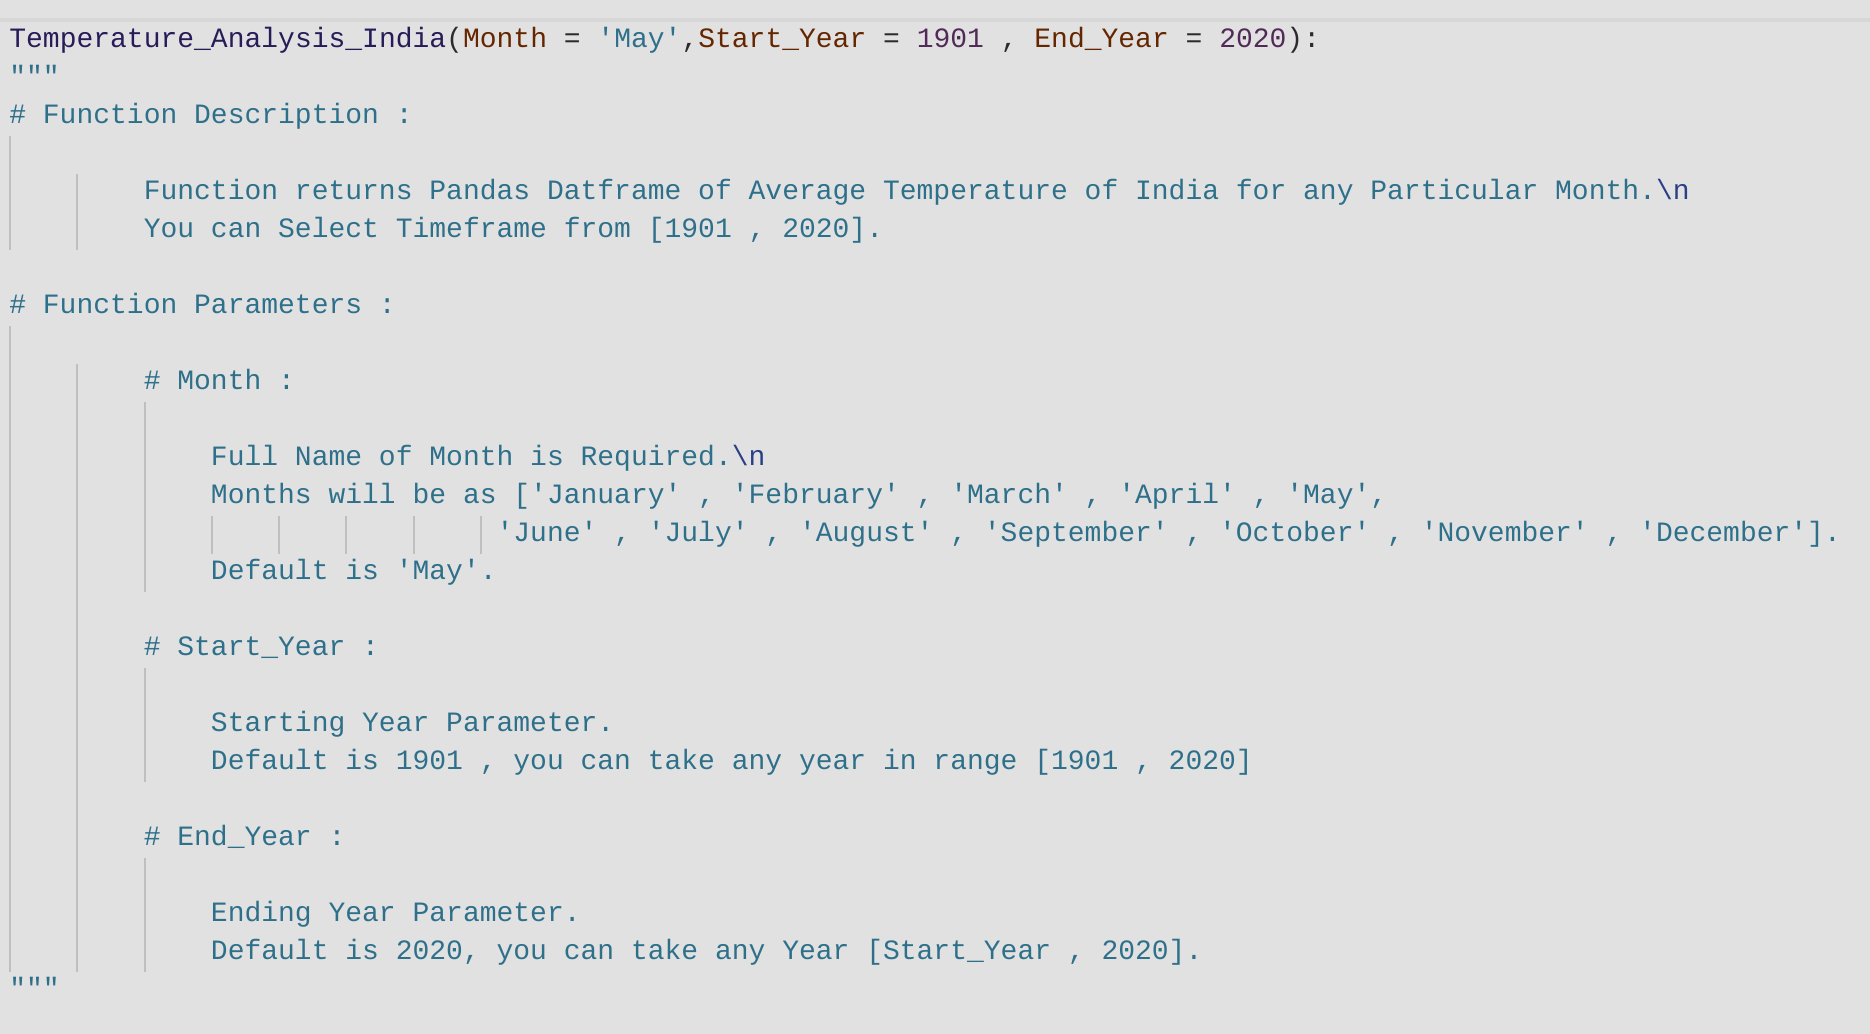 Temperature_Analysis_India(Month = 'May',Start_Year = 1901 , End_Year = 2020):
"""
# Function Description :
Function returns Pandas Datframe of Average Temperature of India for any Particular Month.\n
You can Select Timeframe from [1901 , 2020].
# Function Parameters :
# Month :
Full Name of Month is Required.\n
Months will be as ['January' , 'February' , 'March' , 'April' , 'May',
'June' , 'July' , 'August' , 'September' , 'October' , 'November' , 'December'].
Default is 'May'.
# Start_Year :
Starting Year Parameter.
Default is 1901 , you can take any year in range [1901 , 2020]
# End_Year :
Ending Year Parameter.
Default is 2020, you can take any Year [Start_Year , 2020].
"""